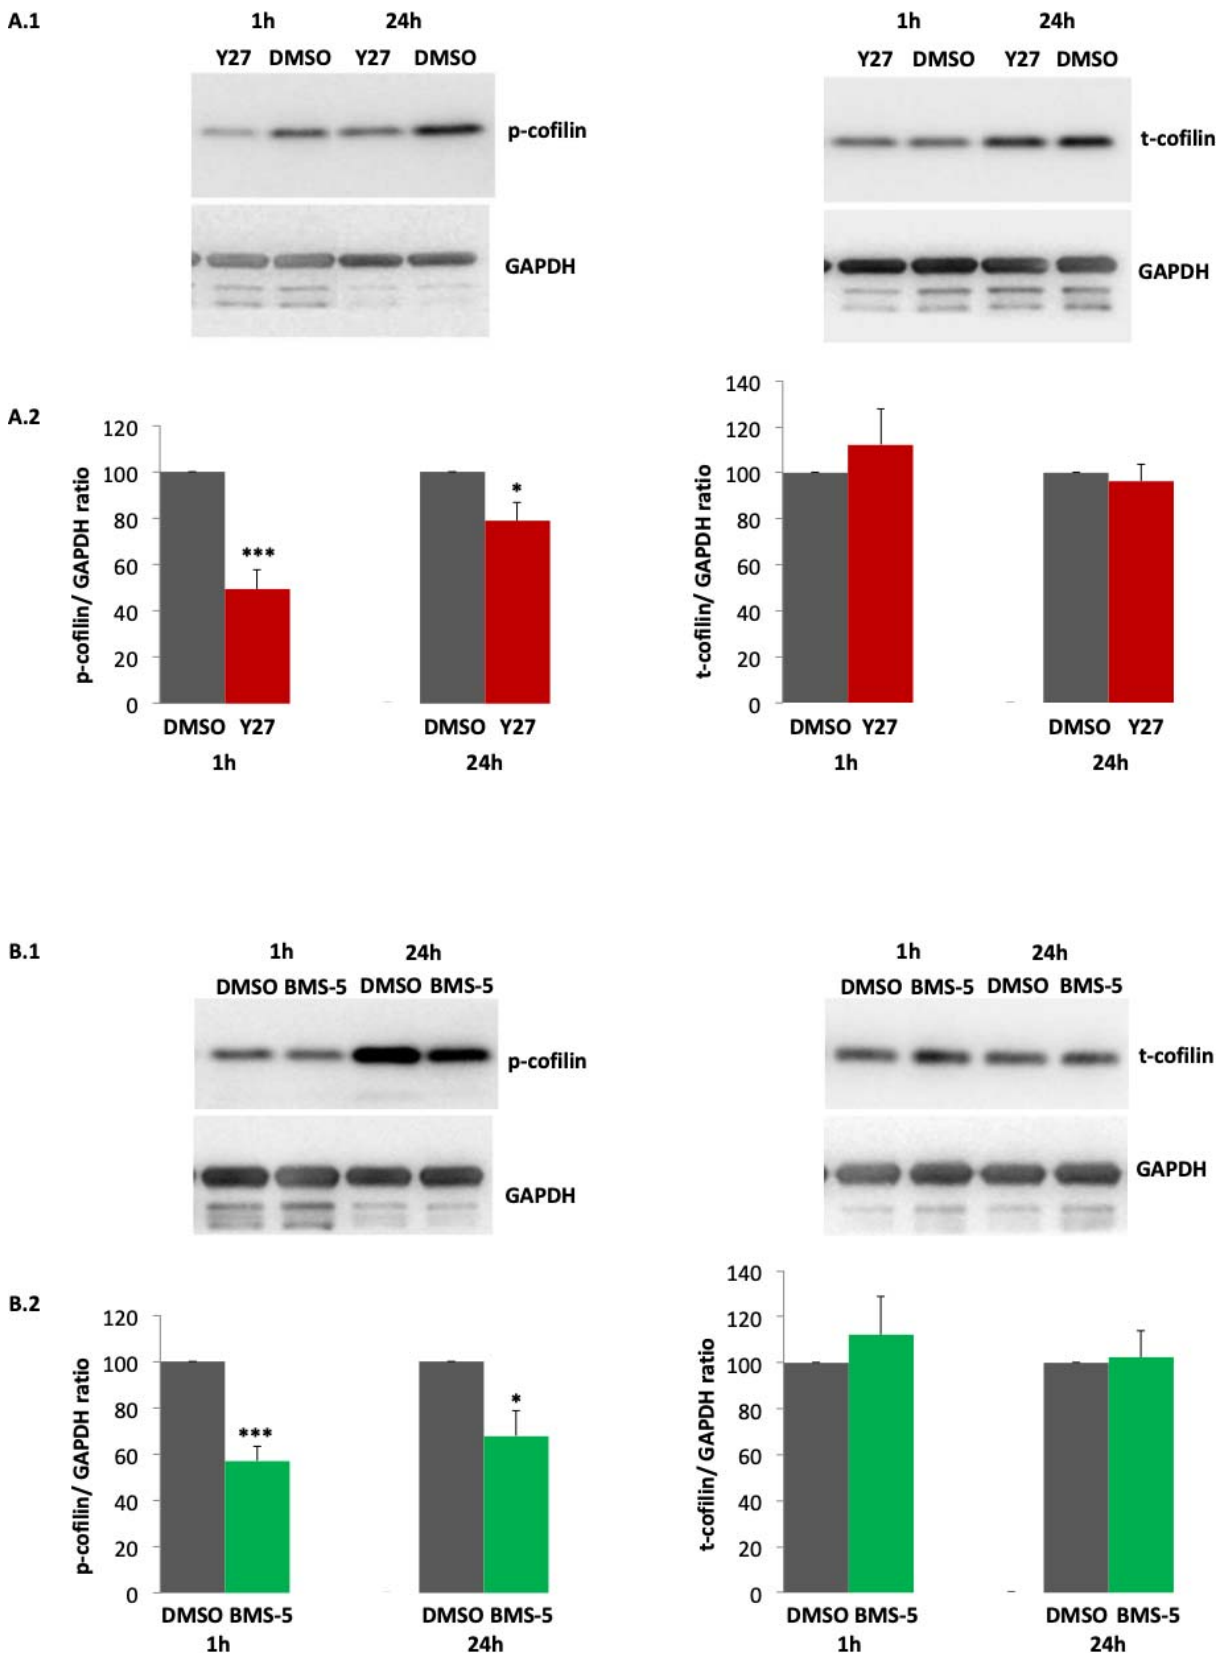 A.1
1h 24h
Y27 DMSO Y27 DMSO
p-cofilin
GAPDH
1h 24h
Y27 DMSO Y27 DMSO
t-cofilin
GAPDH
A.2
p-cofilin/ GAPDH ratio
120
100
80
60
40
20
0
***
*
DMSO Y27 DMSO Y27
1h 24h
t-cofilin/ GAPDH ratio
140
120
100
80
60
40
20
0
DMSO Y27 DMSO Y27
1h 24h
B.1
1h 24h
DMSO BMS-5 DMSO BMS-5
p-cofilin
GAPDH
1h 24h
DMSO BMS-5 DMSO BMS-5
t-cofilin
GAPDH
B.2
p-cofilin/ GAPDH ratio
120
100
80
60
40
20
0
***
*
DMSO BMS-5 DMSO BMS-5
1h 24h
t-cofilin/ GAPDH ratio
140
120
100
80
60
40
20
0
DMSO BMS-5 DMSO BMS-5
1h 24h